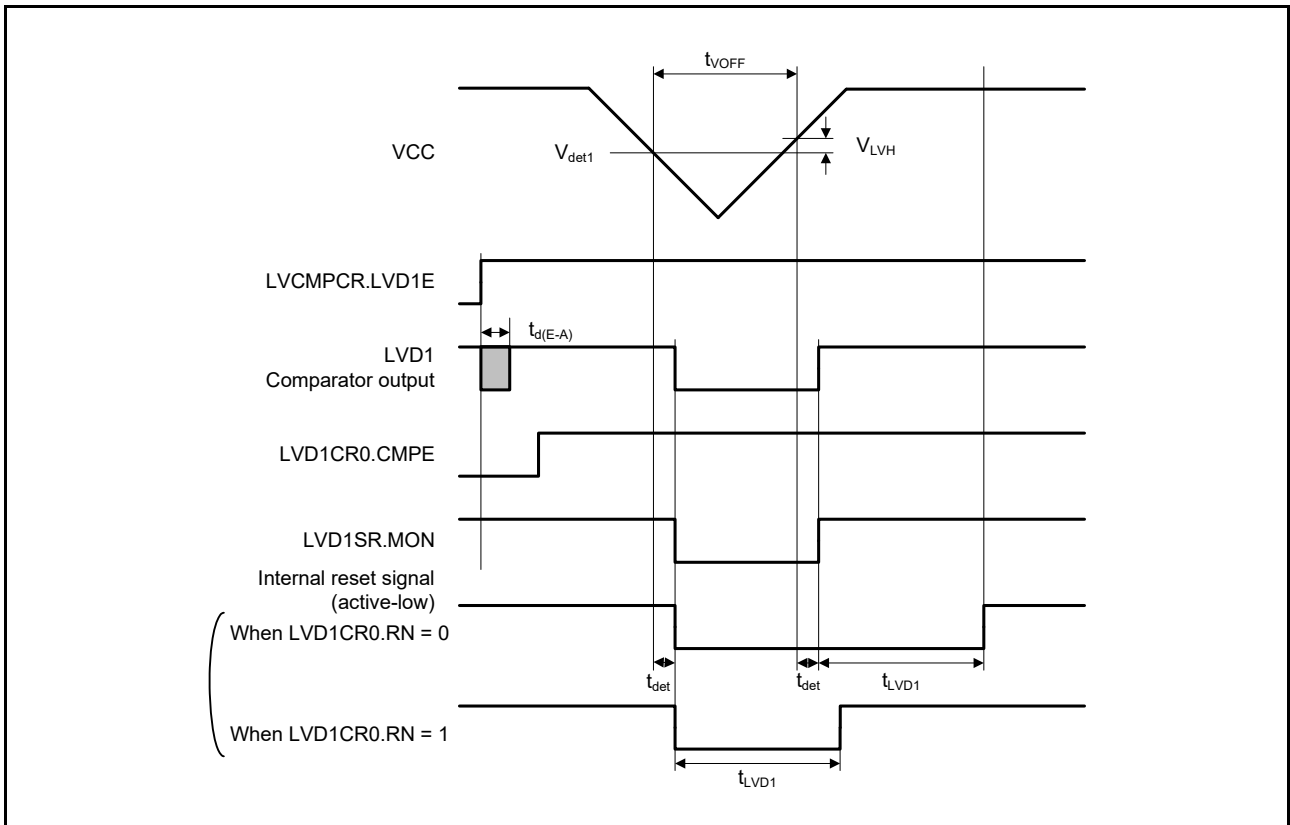 tVOFF
VCC
Vdet1
VLVH
LVCMPCR.LVD1E
td(E-A)
LVD1
Comparator output
LVD1CR0.CMPE
LVD1SR.MON
Internal reset signal
(active-low)
When LVD1CR0.RN = 0
tdet
tdet
tLVD1
When LVD1CR0.RN = 1
tLVD1